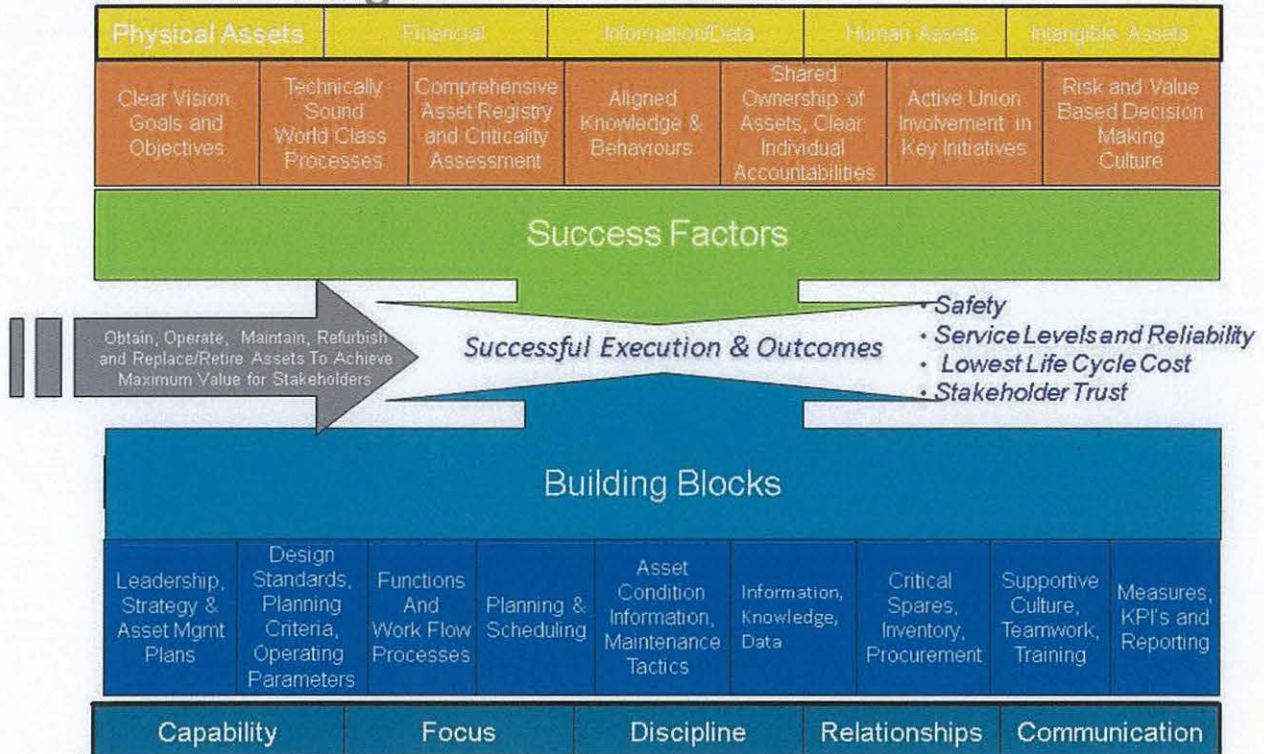 Physical Assets
Financial
Information/Data
Human Assets
Intangible Assets
Clear Vision
Goals and
Objectives
Technically
Sound
World Class
Processes
Comprehensive
Asset Registry
and Criticality
Assessment
Aligned
Knowledge &
Behaviours
Shared
Ownership of
Assets, Clear
Individual
Accountabilities
Active Union
Involvement in
Key Initiatives
Risk and Value
Based Decision
Making
Culture
Success Factors
Obtain, Operate, Maintain, Refurbish
and Replace/Retire Assets To Achieve
Maximum Value for Stakeholders
Successful Execution & Outcomes
• Safety
• Service Levels and Reliability
• Lowest Life Cycle Cost
• Stakeholder Trust
Building Blocks
Leadership,
Strategy &
Asset Mgmt
Plans
Design
Standards,
Planning
Criteria,
Operating
Parameters
Functions
And
Work Flow
Processes
Planning &
Scheduling
Asset
Condition
Information,
Maintenance
Tactics
Information,
Knowledge,
Data
Critical
Spares,
Inventory,
Procurement
Supportive
Culture,
Teamwork,
Training
Measures,
KPI's and
Reporting
Capability
Focus
Discipline
Relationships
Communication